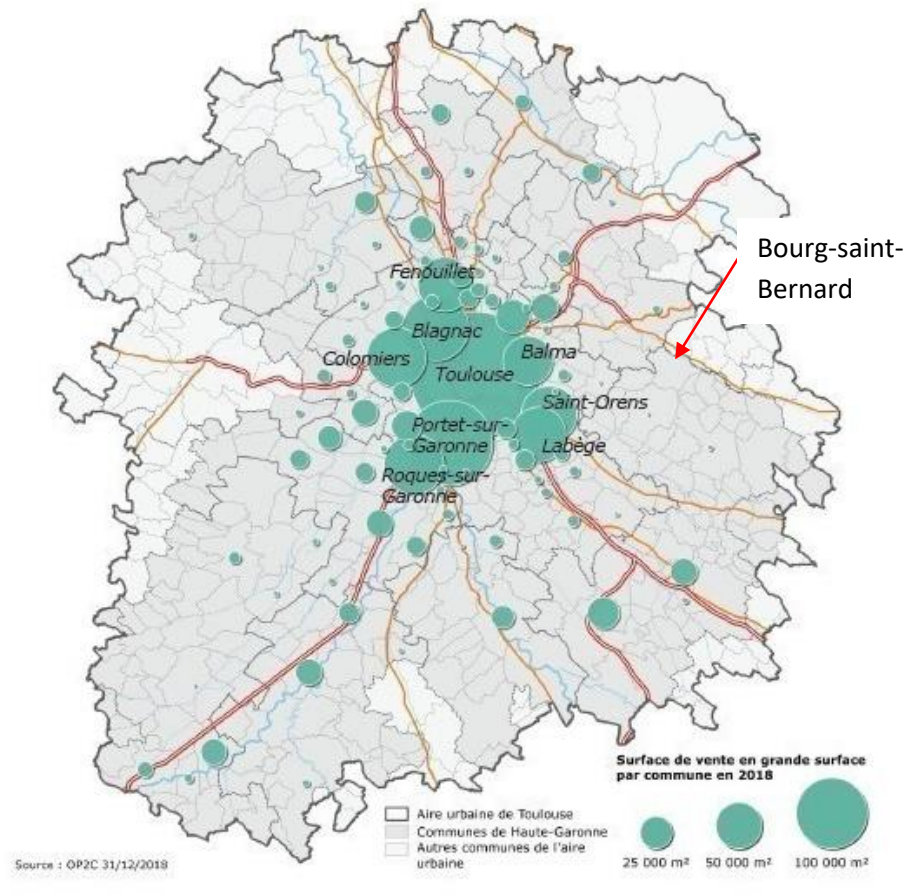 Bourg-saint-
Bernard
Fenouillet
Blagnac
Colomiers
Balma
Toulouse
Saint-Orens
Portet-sur-
Garonne
Labège
Roques-sur-
Garonne
Surface de vente en grande surface
par commune en 2018
25 000 m²
50 000 m²
100 000 m²
Aire urbaine de Toulouse
Communes de Haute-Garonne
Autres communes de l'aire
urbaine
Source : OP2C 31/12/2018